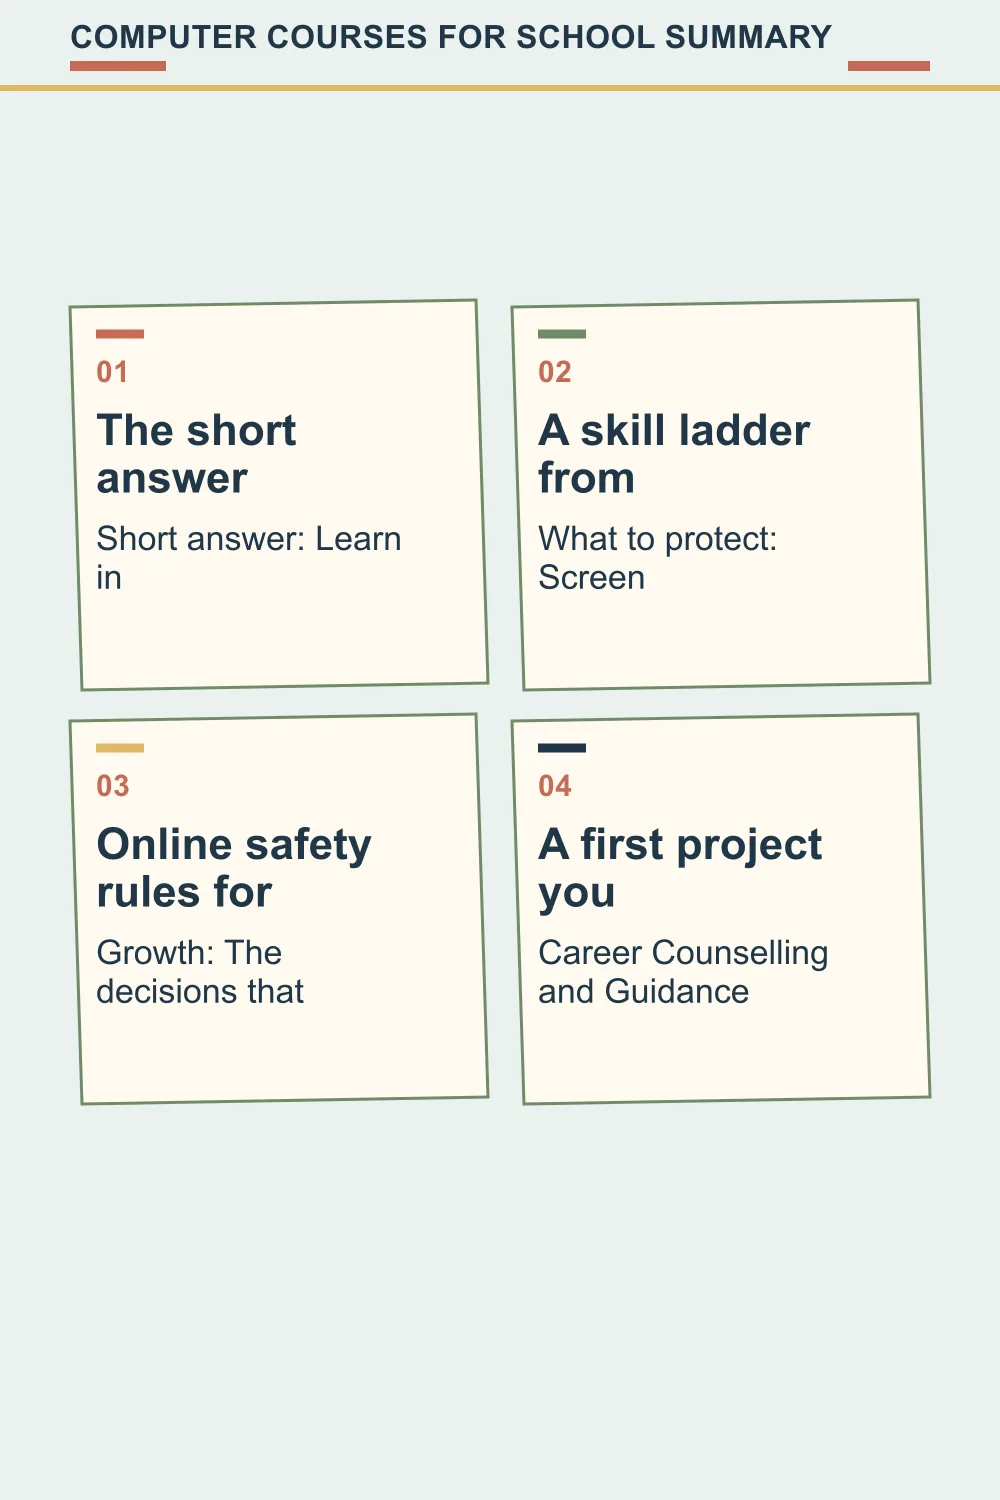 COMPUTER COURSES FOR SCHOOL SUMMARY
01
The short
answer
Short answer: Learn
in
02
A skill ladder
from
What to protect:
Screen
03
Online safety
rules for
Growth: The
decisions that
04
A first project
you
Career Counselling
and Guidance